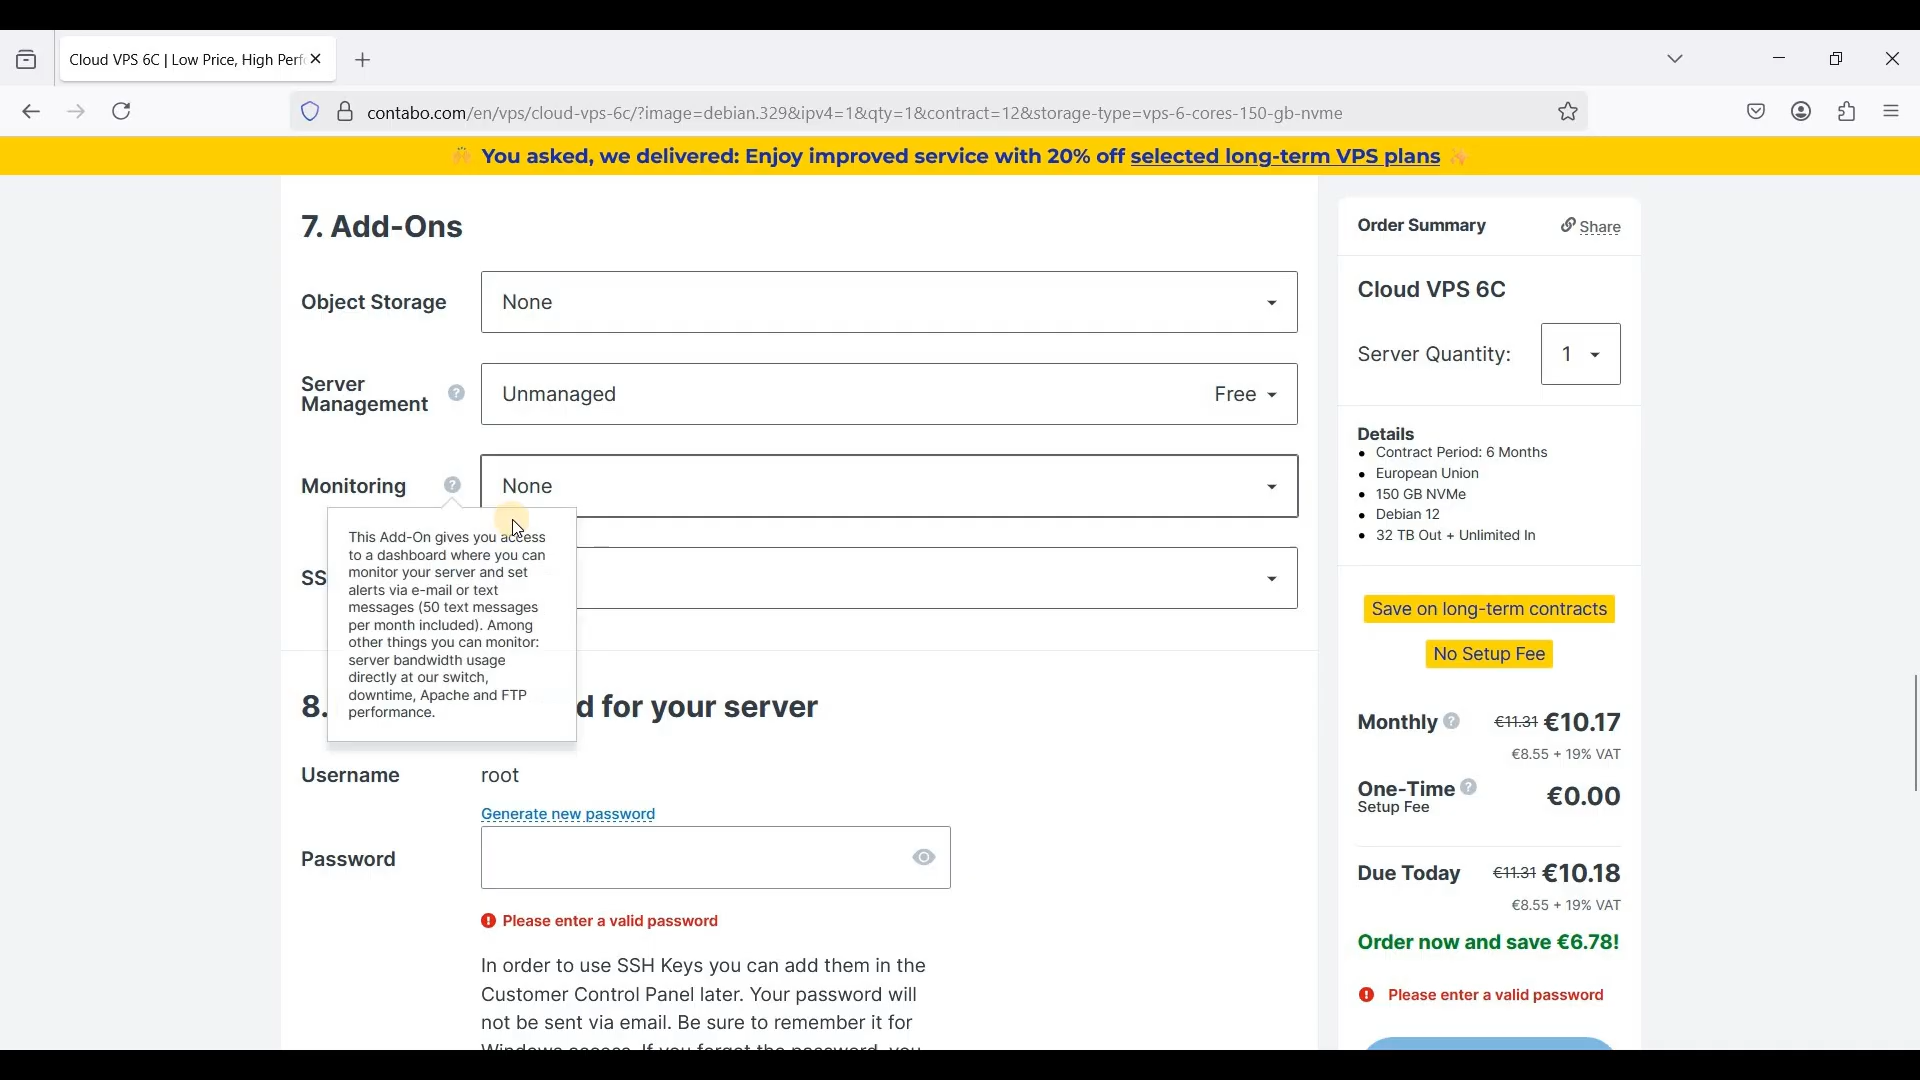 Cloud VPS 6C | Low Price, High Perf
contabo.com/en/vps/cloud-vps-6c/?image=debian.329&ipv4=1&qty=1&contract=12&storage-type=vps-6-cores-150-gb-nvme
You asked, we delivered: Enjoy improved service with 20% off selected long-term VPS plans
7. Add-Ons
Object Storage
None
Server
Management
?
Unmanaged
Free
Monitoring
?
None
This Add-On gives you access
to a dashboard where you can
monitor your server and set
alerts via e-mail or text
messages (50 text messages
per month included). Among
other things you can monitor:
server bandwidth usage
directly at our switch,
downtime, Apache and FTP
performance.
SS
8.
d for your server
Username
root
Generate new password
Password
Please enter a valid password
In order to use SSH Keys you can add them in the
Customer Control Panel later. Your password will
not be sent via email. Be sure to remember it for
Windows access. If you forget the password, you
Order Summary
Share
Cloud VPS 6C
Server Quantity:
1
Details
• Contract Period: 6 Months
• European Union
• 150 GB NVMe
• Debian 12
• 32 TB Out + Unlimited In
Save on long-term contracts
No Setup Fee
Monthly ? €11.31 €10.17
€8.55 + 19% VAT
One-Time ?
Setup Fee
€0.00
Due Today €11.31 €10.18
€8.55 + 19% VAT
Order now and save €6.78!
Please enter a valid password